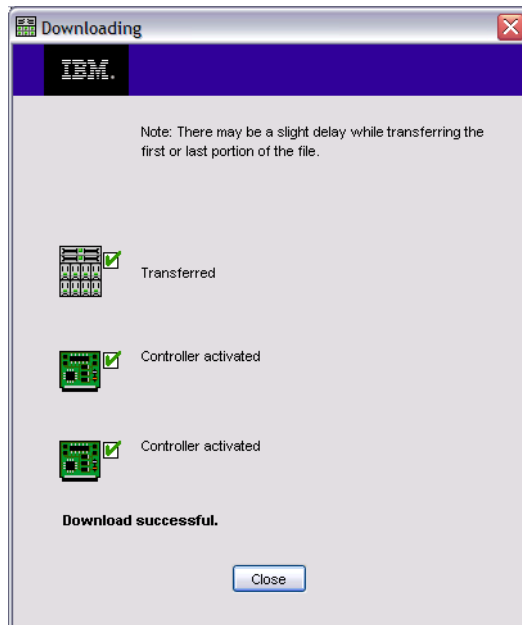 Downloading
IBM.
Note: There may be a slight delay while transferring the
first or last portion of the file.
Transferred
Controller activated
Controller activated
Download successful.
Close